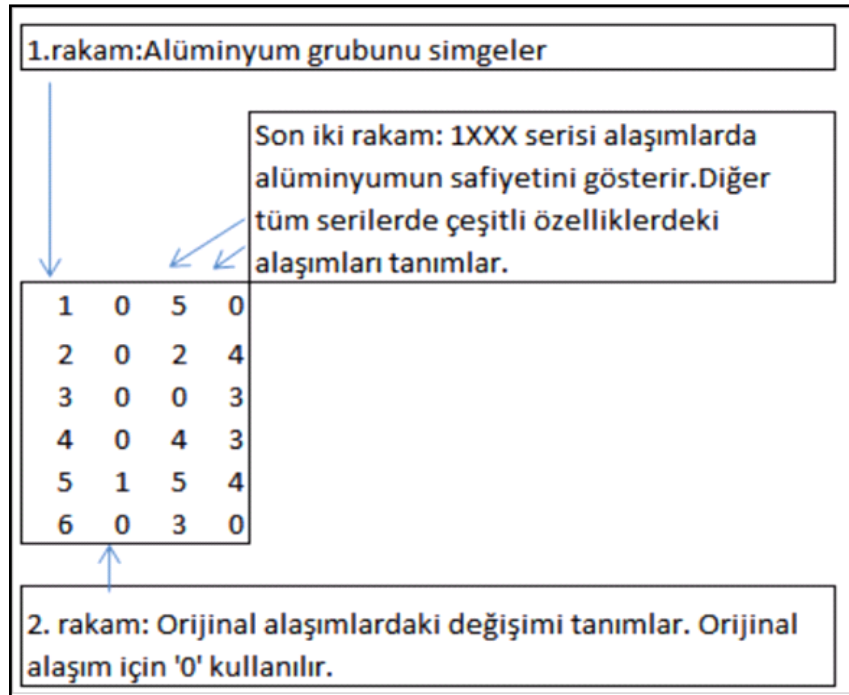 1.rakam:Alüminyum grubunu simgeler
Son iki rakam: 1XXX serisi alaşımlarda
alüminyumun safiyetini gösterir.Diğer
tüm serilerde çeşitli özelliklerdeki
alaşımları tanımlar.
1 0 5 0
2 0 2 4
3 0 0 3
4 0 4 3
5 1 5 4
6 0 3 0
2. rakam: Orijinal alaşımlardaki değişimi tanımlar. Orijinal
alaşım için '0' kullanılır.